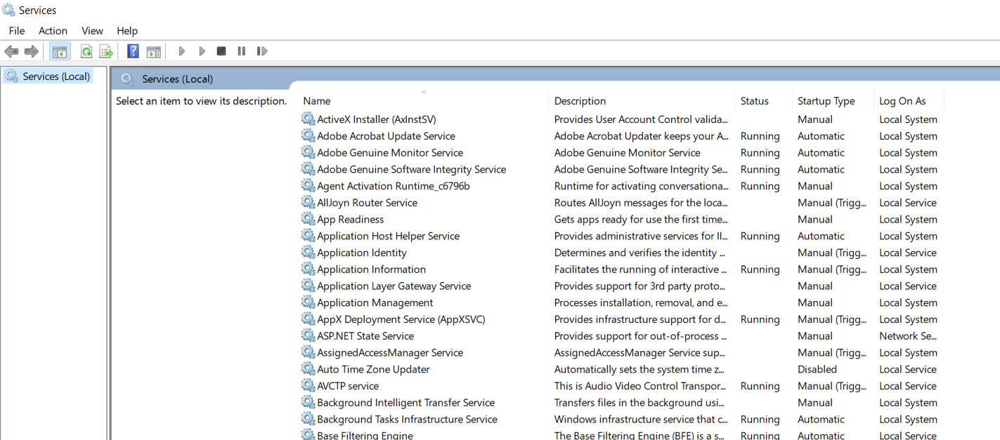 Services
File Action View Help
Services (Local)
Services (Local)
Select an item to view its description.
Name Description Status Startup Type Log On As
ActiveX Installer (AxInstSV) Provides User Account Control valida... Manual Local System
Adobe Acrobat Update Service Adobe Acrobat Updater keeps your A... Running Automatic Local System
Adobe Genuine Monitor Service Adobe Genuine Monitor Service Running Automatic Local System
Adobe Genuine Software Integrity Service Adobe Genuine Software Integrity Se... Running Automatic Local System
Agent Activation Runtime_c6796b Runtime for activating conversationa... Running Manual Local System
AllJoyn Router Service Routes AllJoyn messages for the loca... Manual (Trigg... Local Service
App Readiness Gets apps ready for use the first time... Manual Local System
Application Host Helper Service Provides administrative services for II... Running Automatic Local System
Application Identity Determines and verifies the identity ... Manual (Trigg... Local Service
Application Information Facilitates the running of interactive ... Running Manual (Trigg... Local System
Application Layer Gateway Service Provides support for 3rd party proto... Manual Local Service
Application Management Processes installation, removal, and e... Manual Local System
AppX Deployment Service (AppXSVC) Provides infrastructure support for d... Running Manual (Trigg... Local System
ASP.NET State Service Provides support for out-of-process ... Manual Network Se...
AssignedAccessManager Service AssignedAccessManager Service sup... Manual (Trigg... Local System
Auto Time Zone Updater Automatically sets the system time z... Disabled Local Service
AVCTP service This is Audio Video Control Transpor... Running Manual (Trigg... Local Service
Background Intelligent Transfer Service Transfers files in the background usi... Manual Local System
Background Tasks Infrastructure Service Windows infrastructure service that c... Running Automatic Local System
Base Filtering Engine The Base Filtering Engine (BFE) is a s... Running Automatic Local Service